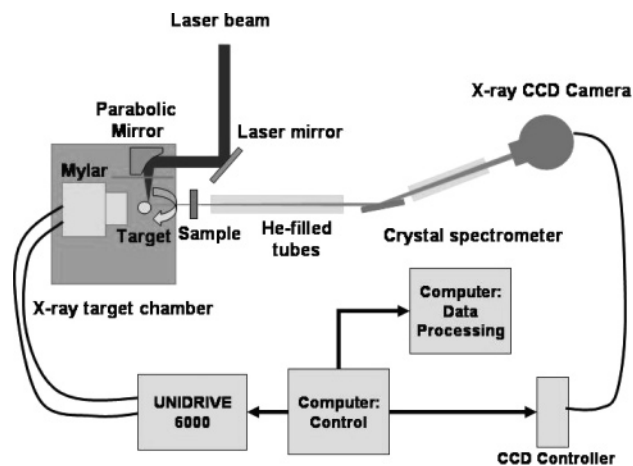 Laser beam
X-ray CCD Camera
Parabolic
Mirror
Laser mirror
Mylar
Target
Sample
He-filled
tubes
Crystal spectrometer
X-ray target chamber
Computer:
Data
Processing
UNIDRIVE
6000
Computer:
Control
CCD Controller